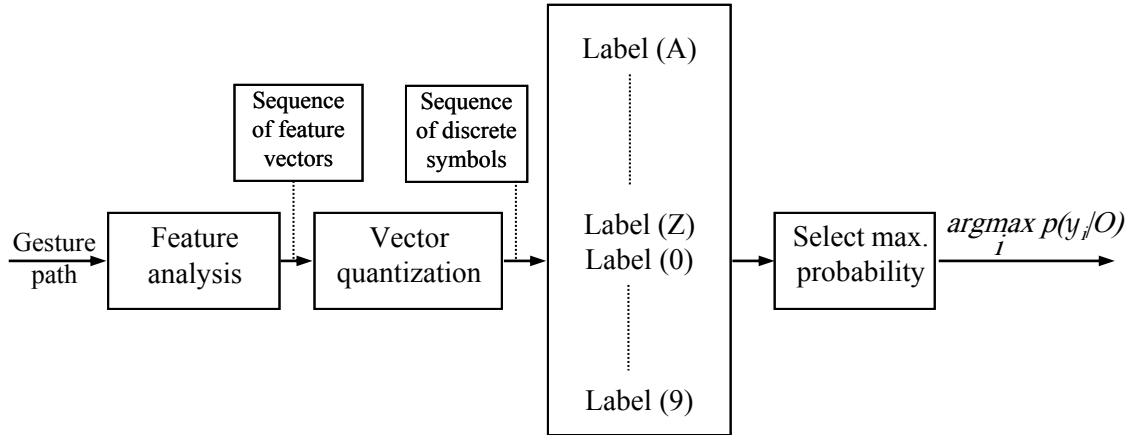 Gesture
path
Feature
analysis
Sequence
of feature
vectors
Vector
quantization
Sequence
of discrete
symbols
Label (A)
Label (Z)
Label (0)
Label (9)
Select max.
probability
argmax p(yᵢ|O)
i